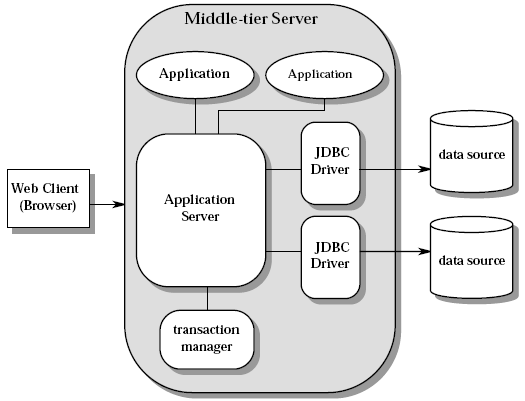 Middle-tier Server
Application
Application
JDBC
Driver
data source
Web Client
(Browser)
Application
Server
JDBC
Driver
data source
transaction
manager